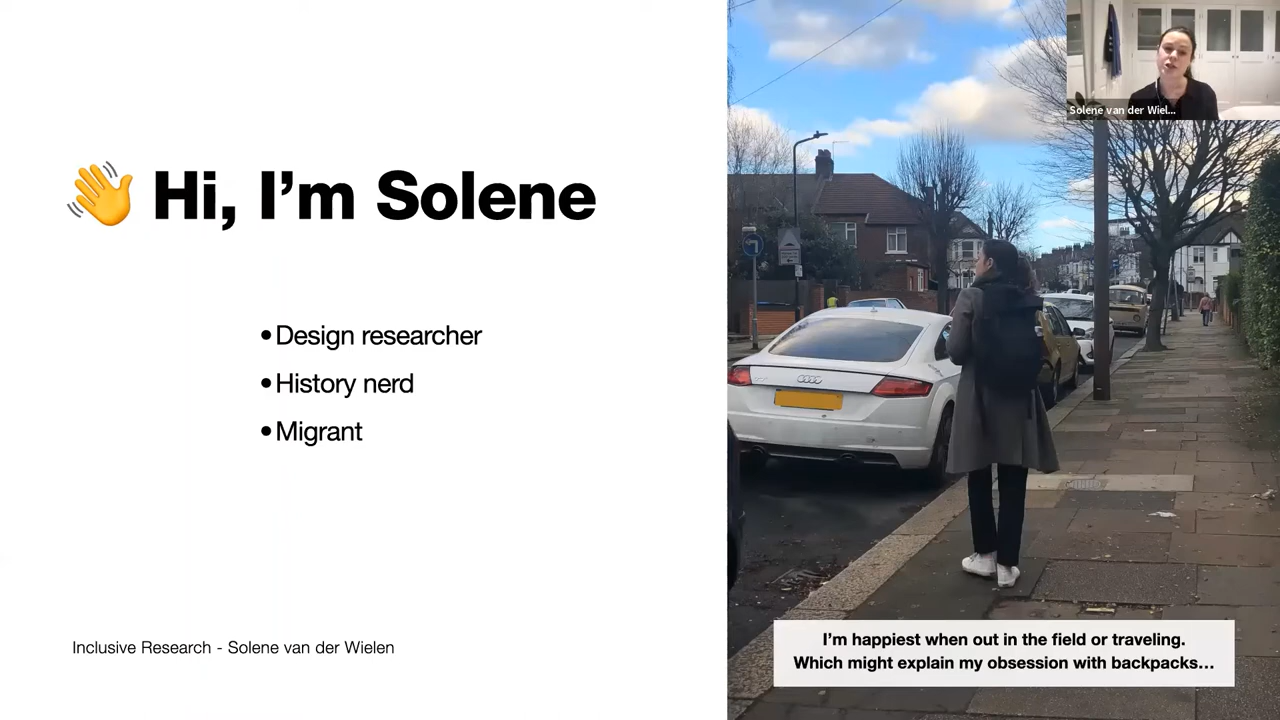 👋 Hi, I’m Solene
•Design researcher
•History nerd
•Migrant
Inclusive Research - Solene van der Wielen
Solene van der Wiel...
I’m happiest when out in the field or traveling.
Which might explain my obsession with backpacks…